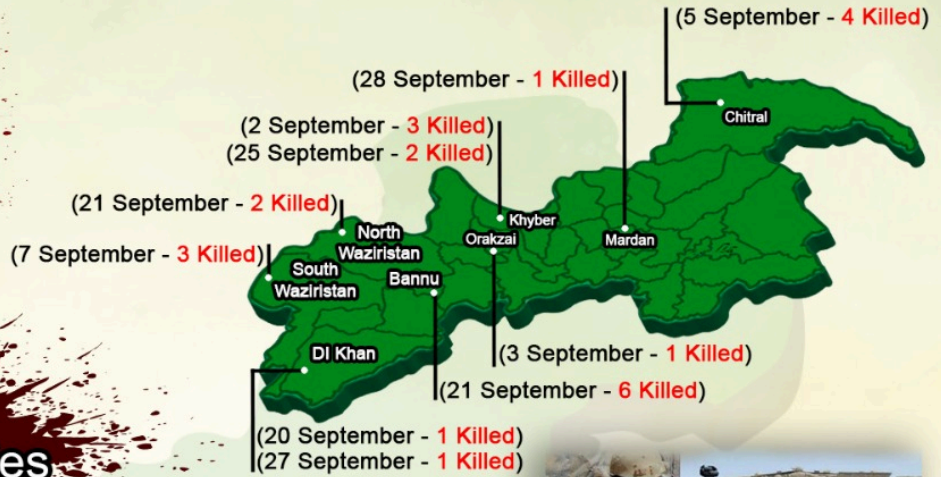 (5 September - 4 Killed)
Chitral
(28 September - 1 Killed)
(2 September - 3 Killed)
(25 September - 2 Killed)
Khyber
Orakzai
Mardan
(21 September - 2 Killed)
North
Waziristan
(7 September - 3 Killed)
South
Waziristan
Bannu
DI Khan
(3 September - 1 Killed)
(21 September - 6 Killed)
(20 September - 1 Killed)
(27 September - 1 Killed)
es